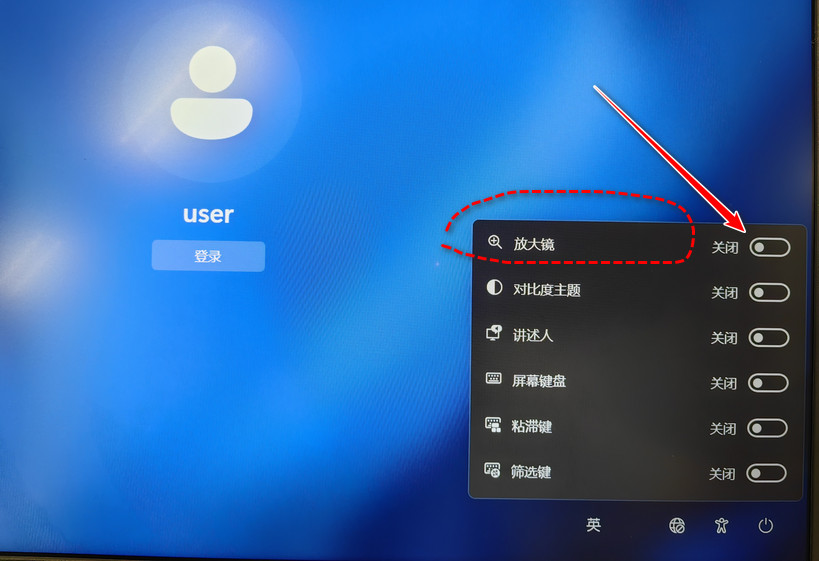 user
登录
放大镜 关闭
对比度主题 关闭
讲述人 关闭
屏幕键盘 关闭
粘滞键 关闭
筛选键 关闭
英